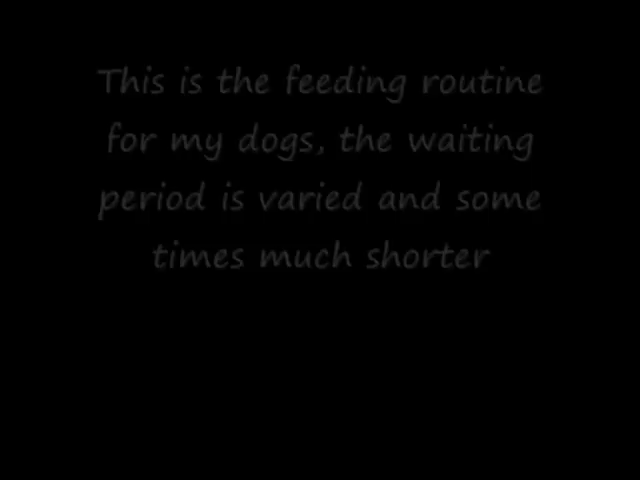 This is the feeding routine
for my dogs, the waiting
period is varied and some
times much shorter